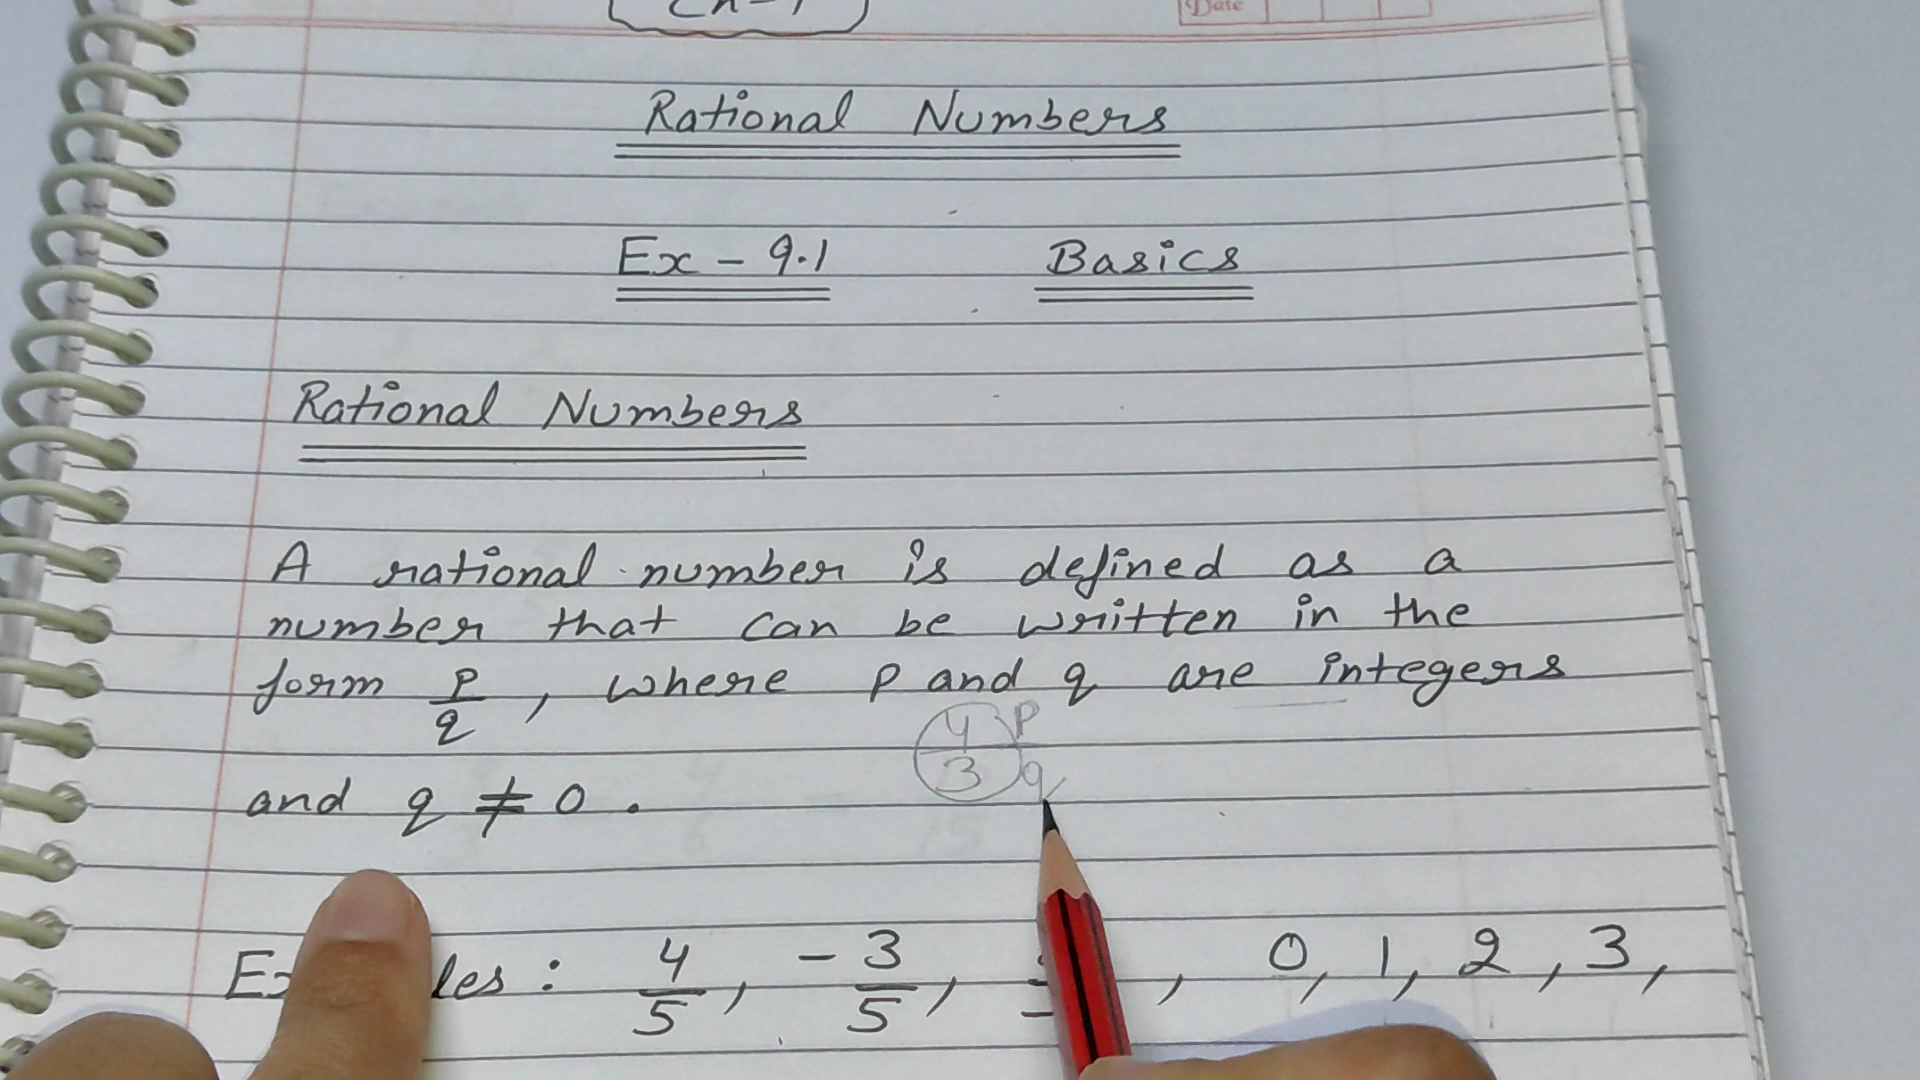 Date
Rational Numbers
Ex - 9.1 Basics
Rational Numbers
A rational number is defined as a
number that can be written in the
form p/q, where p and q are integers
4/3 p/q
and q ≠ 0.
: 4/5, -3/5, , 0, 1, 2, 3,